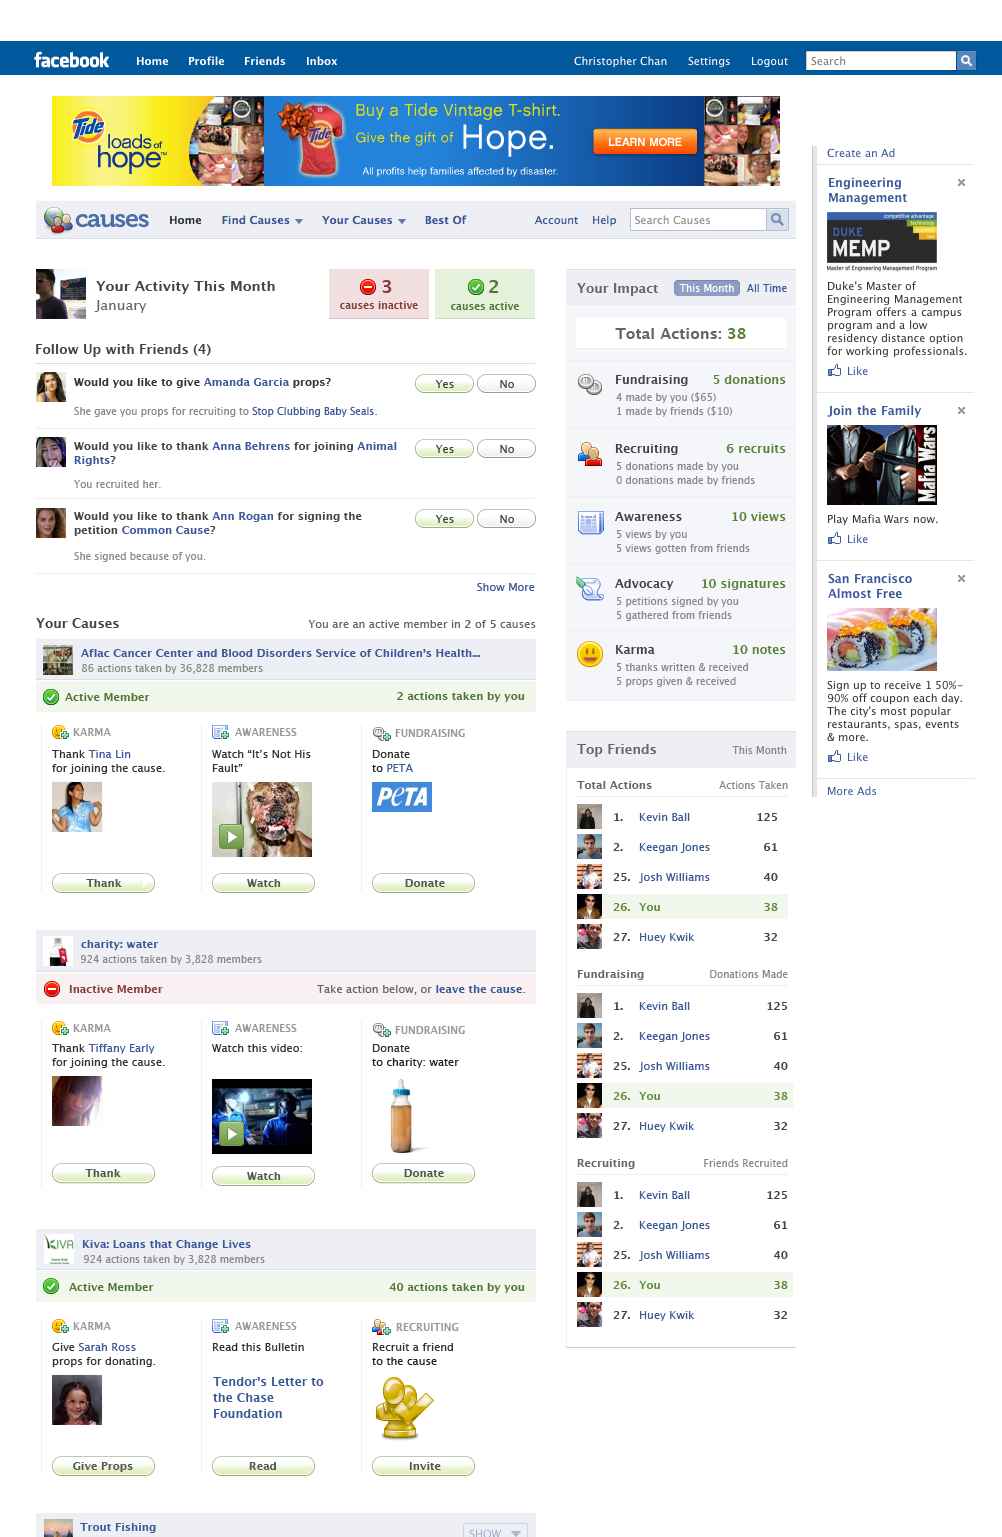 facebook Home Profile Friends Inbox Christopher Chan Settings Logout Search
Tide
loads of
hope™
Tide
Buy a Tide Vintage T-shirt.
Give the gift of Hope.
All profits help families affected by disaster.
LEARN MORE
causes Home Find Causes Your Causes Best Of Account Help Search Causes
Your Activity This Month
January
3
causes inactive
2
causes active
Follow Up with Friends (4)
Would you like to give Amanda Garcia props?
Yes No
She gave you props for recruiting to Stop Clubbing Baby Seals.
Would you like to thank Anna Behrens for joining Animal
Rights?
Yes No
You recruited her.
Would you like to thank Ann Rogan for signing the
petition Common Cause?
Yes No
She signed because of you.
Show More
Your Causes You are an active member in 2 of 5 causes
Aflac Cancer Center and Blood Disorders Service of Children's Health...
86 actions taken by 36,828 members
Active Member 2 actions taken by you
KARMA
Thank Tina Lin
for joining the cause.
Thank
AWARENESS
Watch “It’s Not His
Fault”
Watch
FUNDRAISING
Donate
to PETA
PETA
Donate
charity: water
924 actions taken by 3,828 members
Inactive Member Take action below, or leave the cause.
KARMA
Thank Tiffany Early
for joining the cause.
Thank
AWARENESS
Watch this video:
Watch
FUNDRAISING
Donate
to charity: water
Donate
KIVA
Kiva: Loans that Change Lives
924 actions taken by 3,828 members
Active Member 40 actions taken by you
KARMA
Give Sarah Ross
props for donating.
Give Props
AWARENESS
Read this Bulletin
Tendor's Letter to
the Chase
Foundation
Read
RECRUITING
Recruit a friend
to the cause
Invite
Trout Fishing
SHOW
Your Impact This Month All Time
Total Actions: 38
Fundraising 5 donations
4 made by you ($65)
1 made by friends ($10)
Recruiting 6 recruits
5 donations made by you
0 donations made by friends
Awareness 10 views
5 views by you
5 views gotten from friends
Advocacy 10 signatures
5 petitions signed by you
5 gathered from friends
Karma 10 notes
5 thanks written & received
5 props given & received
Top Friends This Month
Total Actions Actions Taken
1. Kevin Ball 125
2. Keegan Jones 61
25. Josh Williams 40
26. You 38
27. Huey Kwik 32
Fundraising Donations Made
1. Kevin Ball 125
2. Keegan Jones 61
25. Josh Williams 40
26. You 38
27. Huey Kwik 32
Recruiting Friends Recruited
1. Kevin Ball 125
2. Keegan Jones 61
25. Josh Williams 40
26. You 38
27. Huey Kwik 32
Create an Ad
Engineering
Management
competitive advantage:
Technology
Business
law
DUKE
MEMP
Master of Engineering Management Program
Duke's Master of
Engineering Management
Program offers a campus
program and a low
residency distance option
for working professionals.
Like
Join the Family
Mafia Wars
Play Mafia Wars now.
Like
San Francisco
Almost Free
Sign up to receive 1 50%-
90% off coupon each day.
The city's most popular
restaurants, spas, events
& more.
Like
More Ads